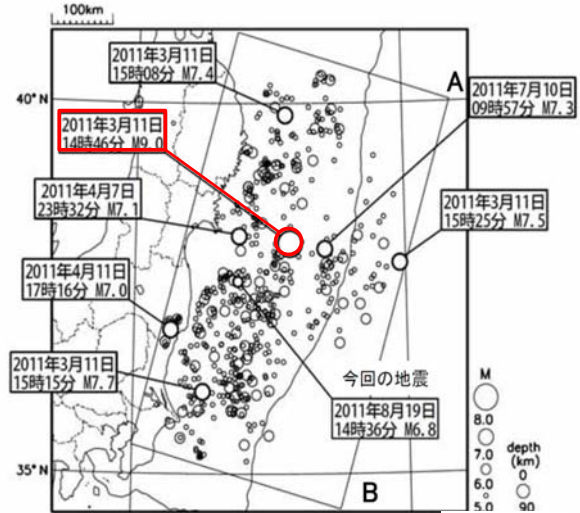 100km
2011年3月11日
15時08分 M7.4
A
2011年7月10日
09時57分 M7.3
40°N
2011年3月11日
14時46分 M9.0
2011年4月7日
23時32分 M7.1
2011年3月11日
15時25分 M7.5
2011年4月11日
17時16分 M7.0
2011年3月11日
15時15分 M7.7
今回の地震
2011年8月19日
14時36分 M6.8
M
8.0
7.0
6.0
5.0
depth
(km)
0
90
35°N
B